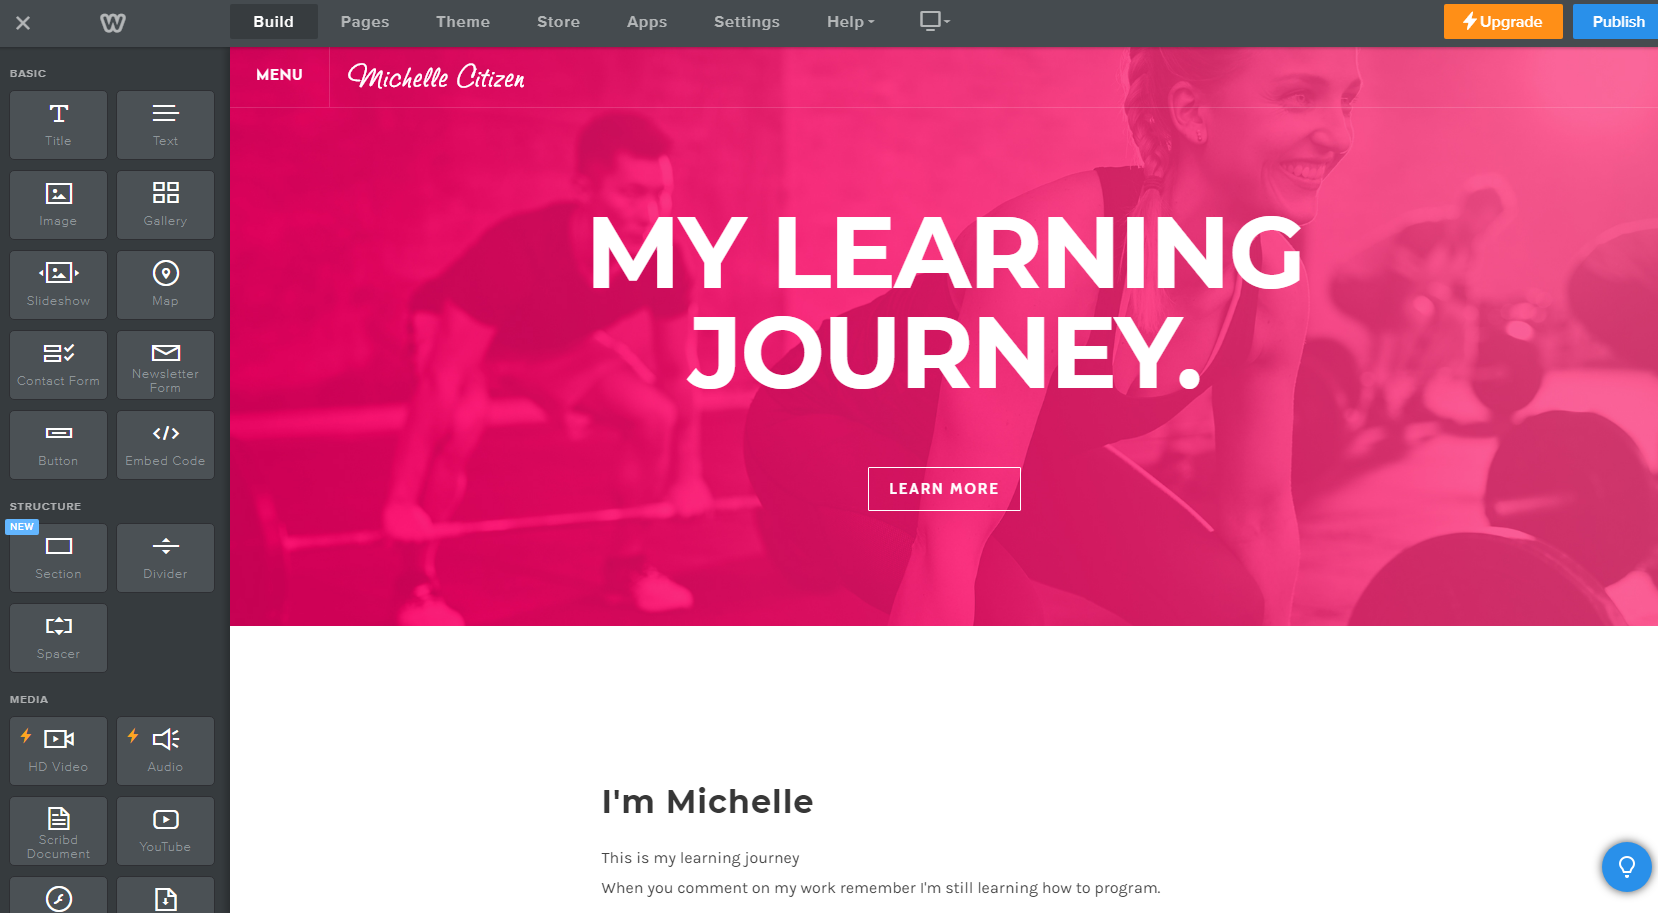 Build Pages Theme Store Apps Settings Help Upgrade Publish
BASIC
Title Text
Image Gallery
Slideshow Map
Contact Form Newsletter Form
Button Embed Code
STRUCTURE
NEW
Section Divider
Spacer
MEDIA
HD Video Audio
Scribd Document YouTube
MENU Michelle Citizen
MY LEARNING
JOURNEY.
LEARN MORE
I'm Michelle
This is my learning journey
When you comment on my work remember I'm still learning how to program.